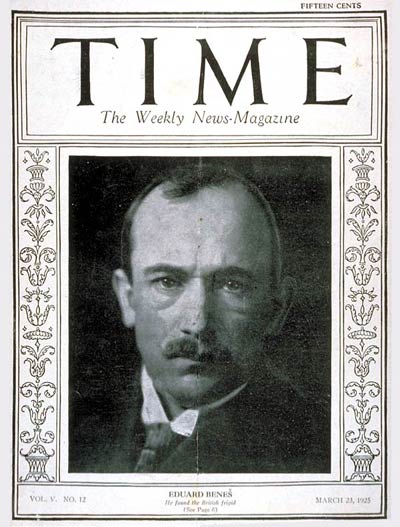 FIFTEEN CENTS
TIME
The Weekly News-Magazine
VOL. V. NO. 12
EDUARD BENEŠ
He found the British frigid
(See Page 6)
MARCH 23, 1925